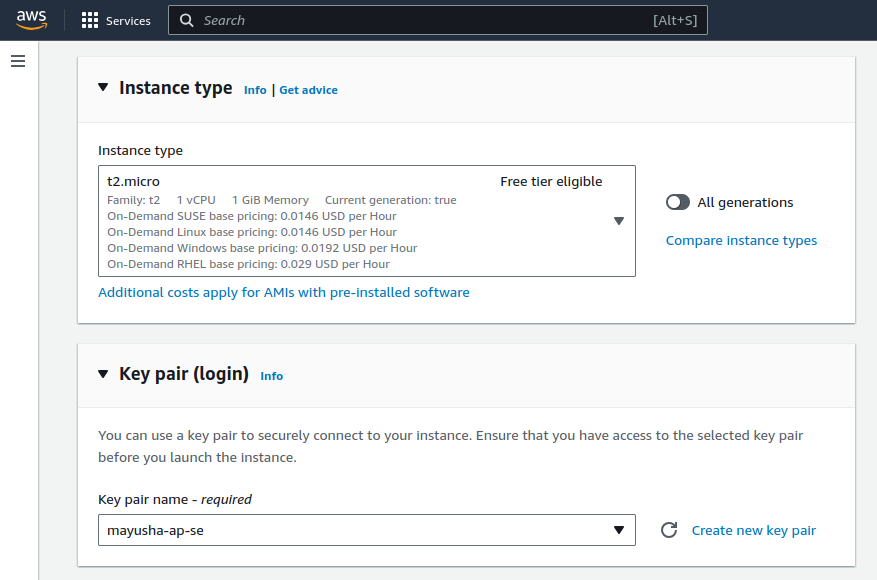 aws Services Search [Alt+S]
Instance type Info | Get advice
Instance type
t2.micro Free tier eligible
Family: t2 1 vCPU 1 GiB Memory Current generation: true
On-Demand SUSE base pricing: 0.0146 USD per Hour
On-Demand Linux base pricing: 0.0146 USD per Hour
On-Demand Windows base pricing: 0.0192 USD per Hour
On-Demand RHEL base pricing: 0.029 USD per Hour
All generations
Compare instance types
Additional costs apply for AMIs with pre-installed software
Key pair (login) Info
You can use a key pair to securely connect to your instance. Ensure that you have access to the selected key pair
before you launch the instance.
Key pair name - required
mayusha-ap-se
Create new key pair